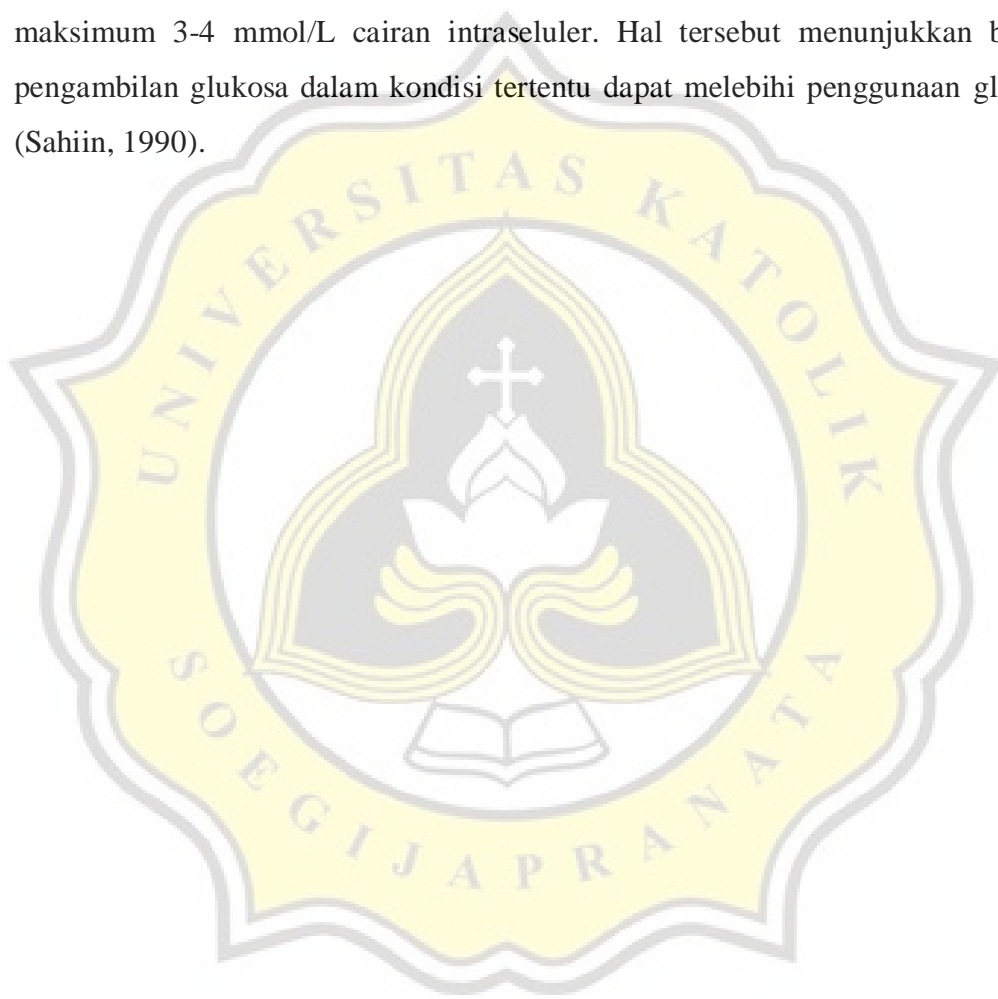 maksimum 3-4 mmol/L cairan intraseluler. Hal tersebut menunjukkan b
pengambilan glukosa dalam kondisi tertentu dapat melebihi penggunaan gl
(Sahiin, 1990).
UNIVERSITAS KATOLIK
SOEGIJAPRANATA